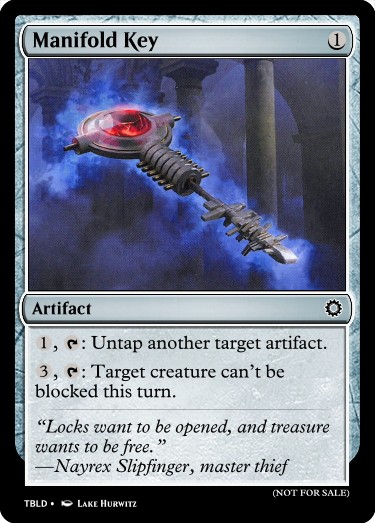 Manifold Key 1
Artifact
1, T: Untap another target artifact.
3, T: Target creature can't be
blocked this turn.
"Locks want to be opened, and treasure
wants to be free."
—Nayrex Slipfinger, master thief
(NOT FOR SALE)
TBLD • Lake Hurwitz